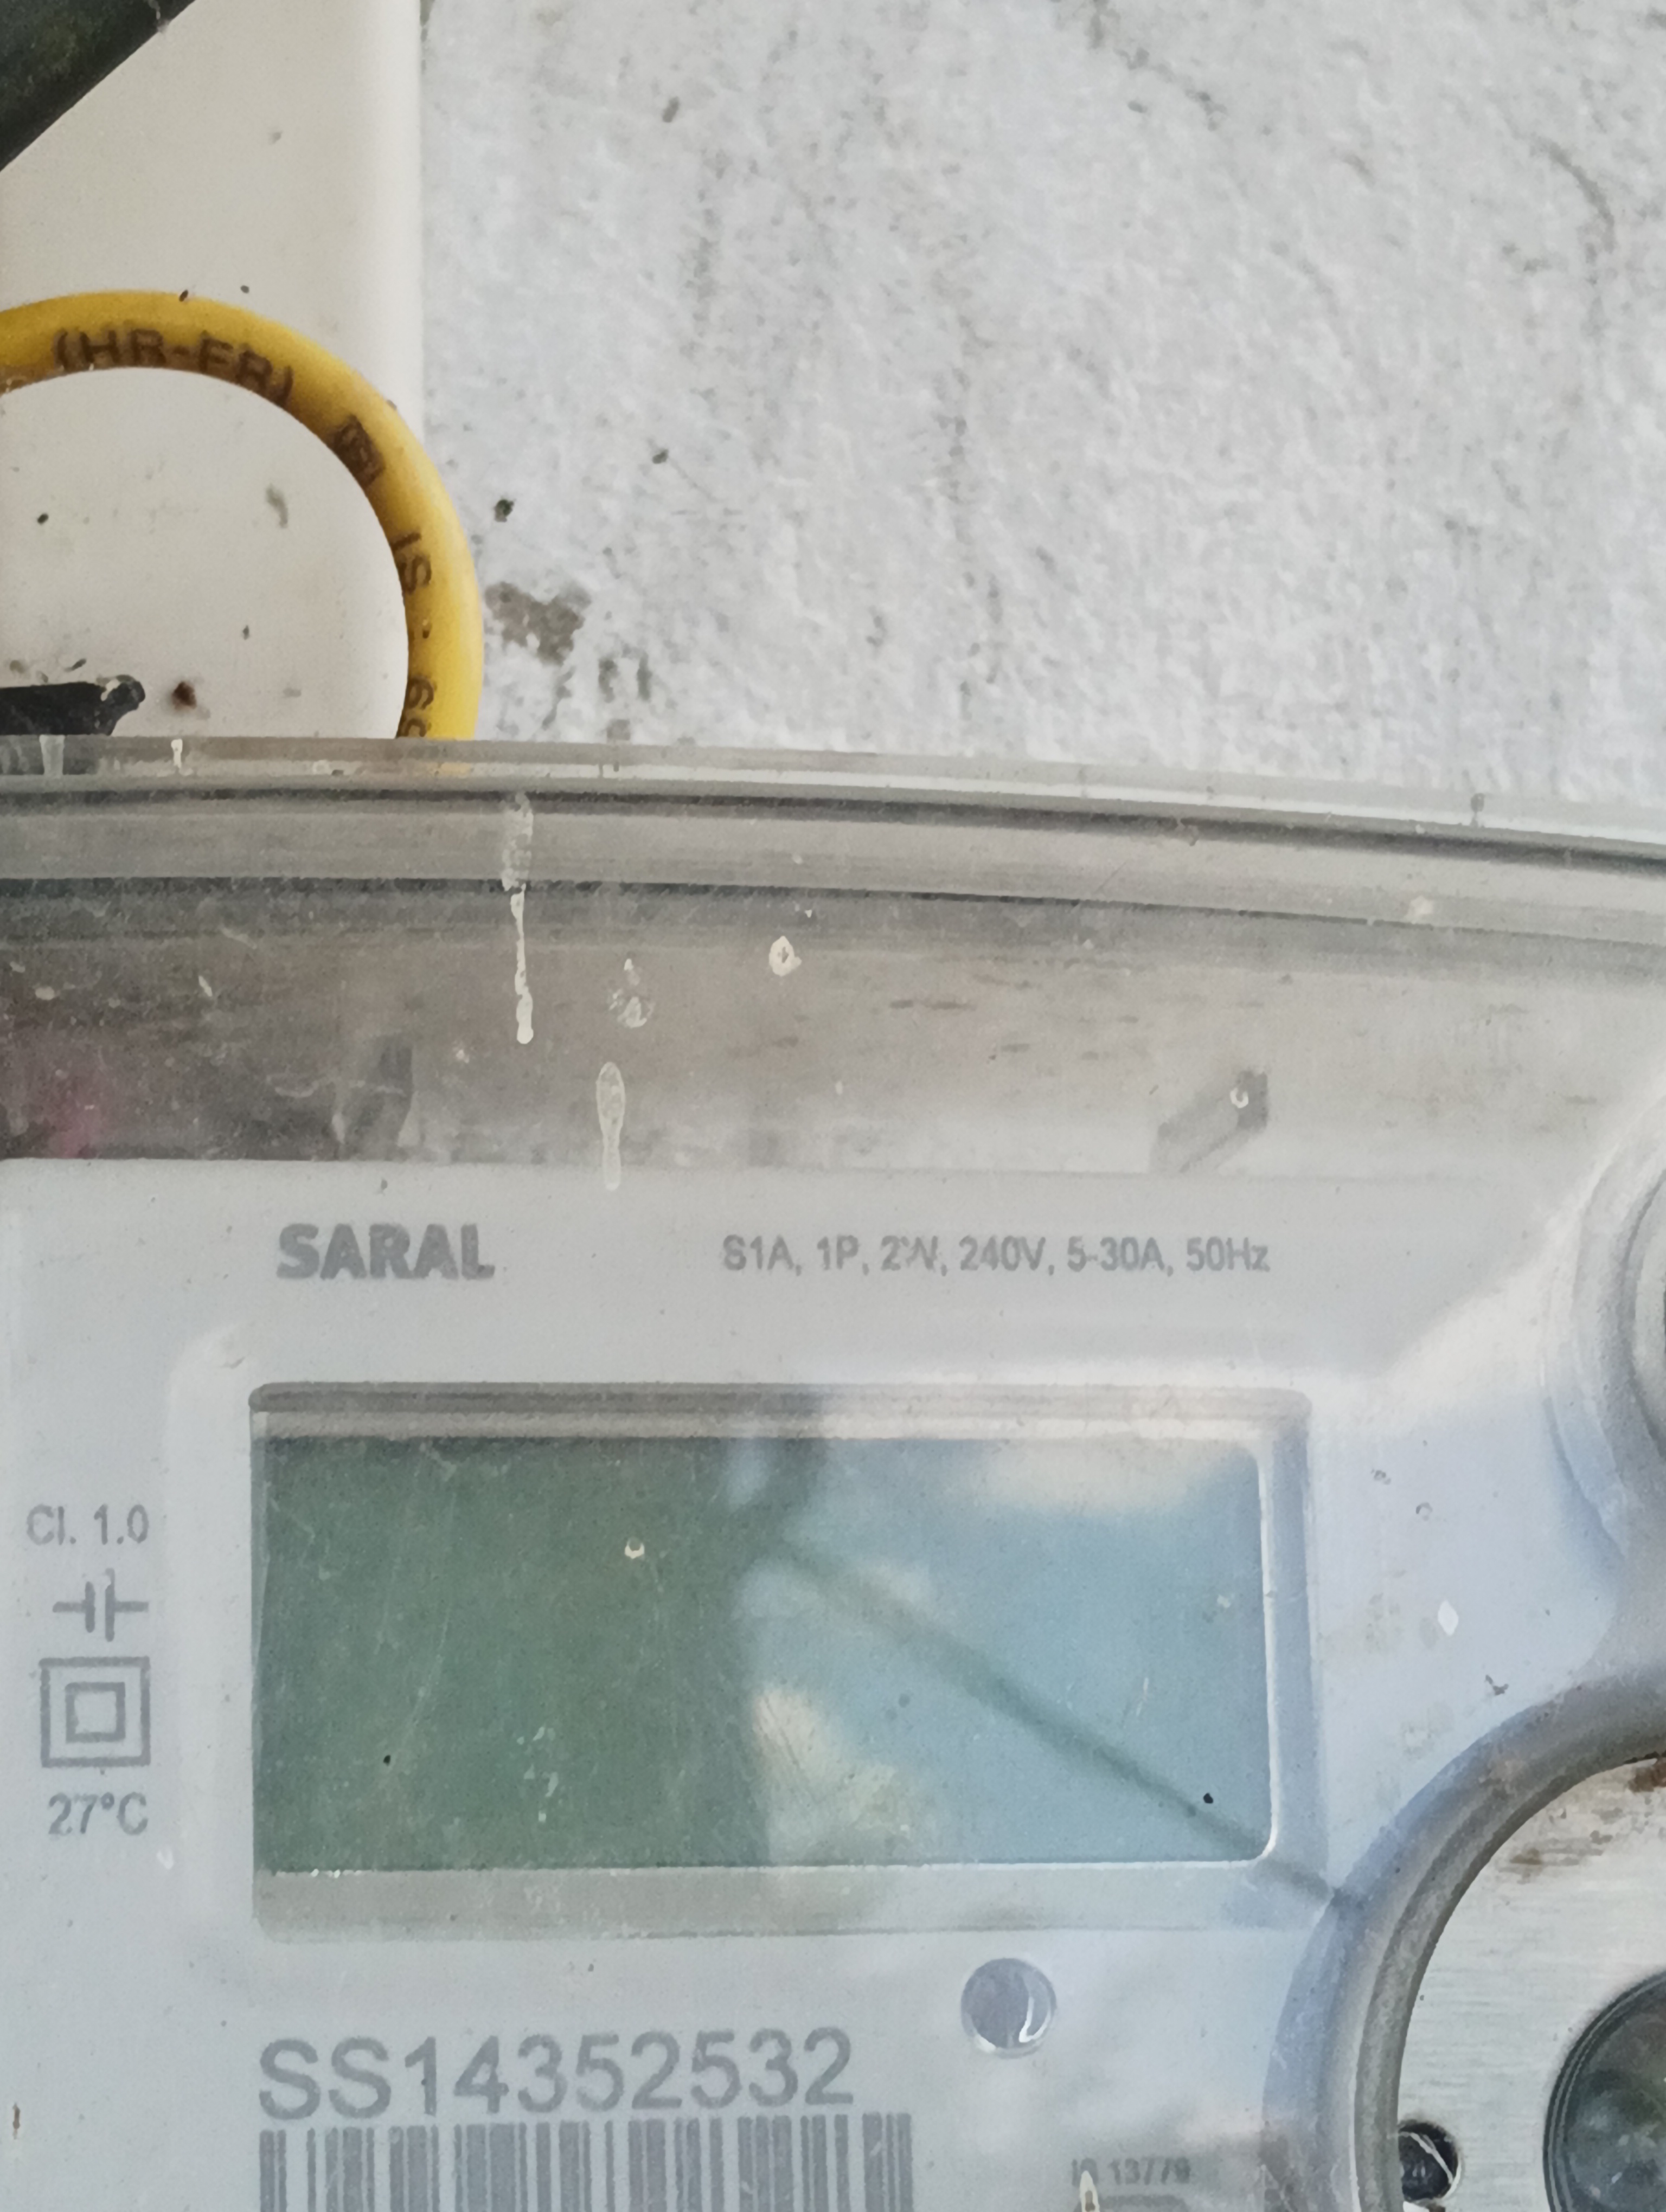 (HR-FR) IS:
SARAL
S1A, 1P, 2W, 240V, 5-30A, 50Hz
Cl. 1.0
27°C
SS14352532
IS 13779